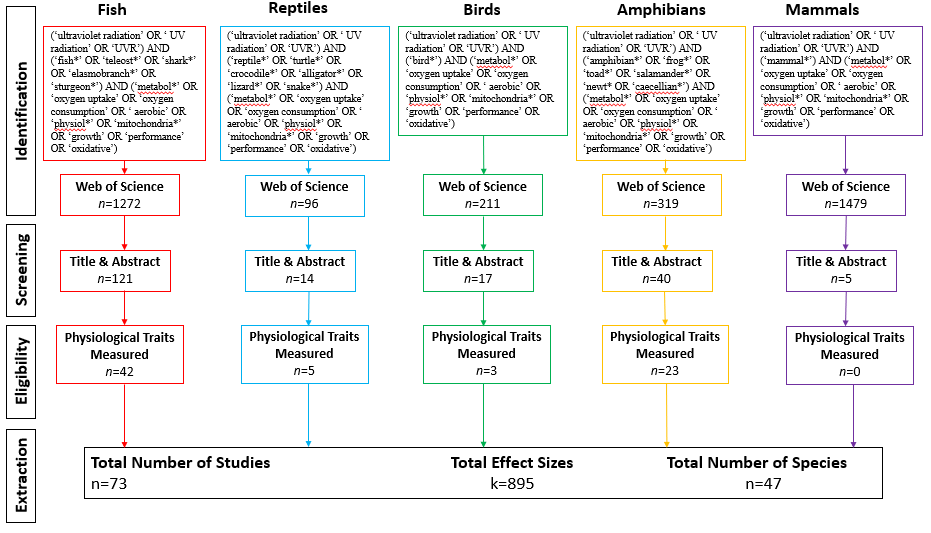 Fish
Reptiles
Birds
Amphibians
Mammals
Identification
(‘ultraviolet radiation’ OR ‘ UV
radiation’ OR ‘UVR’) AND
(‘fish*’ OR ‘teleost’ OR ‘shark*’
OR ‘elasmobranch*’ OR
‘sturgeon*’) AND (‘metabol*’ OR
‘oxygen uptake’ OR ‘oxygen
consumption’ OR ‘ aerobic’ OR
‘physiol*’ OR ‘mitochondria*’
OR ‘growth’ OR ‘performance’
OR ‘oxidative’)
(‘ultraviolet radiation’ OR ‘ UV
radiation’ OR ‘UVR’) AND
(‘reptile*’ OR ‘turtle*’ OR
‘crocodile*’ OR ‘alligator*’ OR
‘lizard*’ OR ‘snake*’) AND
(‘metabol*’ OR ‘oxygen uptake’
OR ‘oxygen consumption’ OR ‘
aerobic’ OR ‘physiol*’ OR
‘mitochondria*’ OR ‘growth’ OR
‘performance’ OR ‘oxidative’)
(‘ultraviolet radiation’ OR ‘ UV
radiation’ OR ‘UVR’) AND
(‘bird*’) AND (‘metabol*’ OR
‘oxygen uptake’ OR ‘oxygen
consumption’ OR ‘ aerobic’ OR
‘physiol*’ OR ‘mitochondria*’ OR
‘growth’ OR ‘performance’ OR
‘oxidative’)
(‘ultraviolet radiation’ OR ‘ UV
radiation’ OR ‘UVR’) AND
(‘amphibian*’ OR ‘frog*’ OR
‘toad*’ OR ‘salamander*’ OR
‘newt* OR ‘caecellian*’) AND
(‘metabol*’ OR ‘oxygen uptake’
OR ‘oxygen consumption’ OR ‘
aerobic’ OR ‘physiol*’ OR
‘mitochondria*’ OR ‘growth’ OR
‘performance’ OR ‘oxidative’)
(‘ultraviolet radiation’ OR ‘ UV
radiation’ OR ‘UVR’) AND
(‘mammal*’) AND (‘metabol*’ OR
‘oxygen uptake’ OR ‘oxygen
consumption’ OR ‘ aerobic’ OR
‘physiol*’ OR ‘mitochondria*’ OR
‘growth’ OR ‘performance’ OR
‘oxidative’)
Web of Science
n=1272
Web of Science
n=96
Web of Science
n=211
Web of Science
n=319
Web of Science
n=1479
Screening
Title & Abstract
n=121
Title & Abstract
n=14
Title & Abstract
n=17
Title & Abstract
n=40
Title & Abstract
n=5
Eligibility
Physiological Traits
Measured
n=42
Physiological Traits
Measured
n=5
Physiological Traits
Measured
n=3
Physiological Traits
Measured
n=23
Physiological Traits
Measured
n=0
Extraction
Total Number of Studies
n=73
Total Effect Sizes
k=895
Total Number of Species
n=47